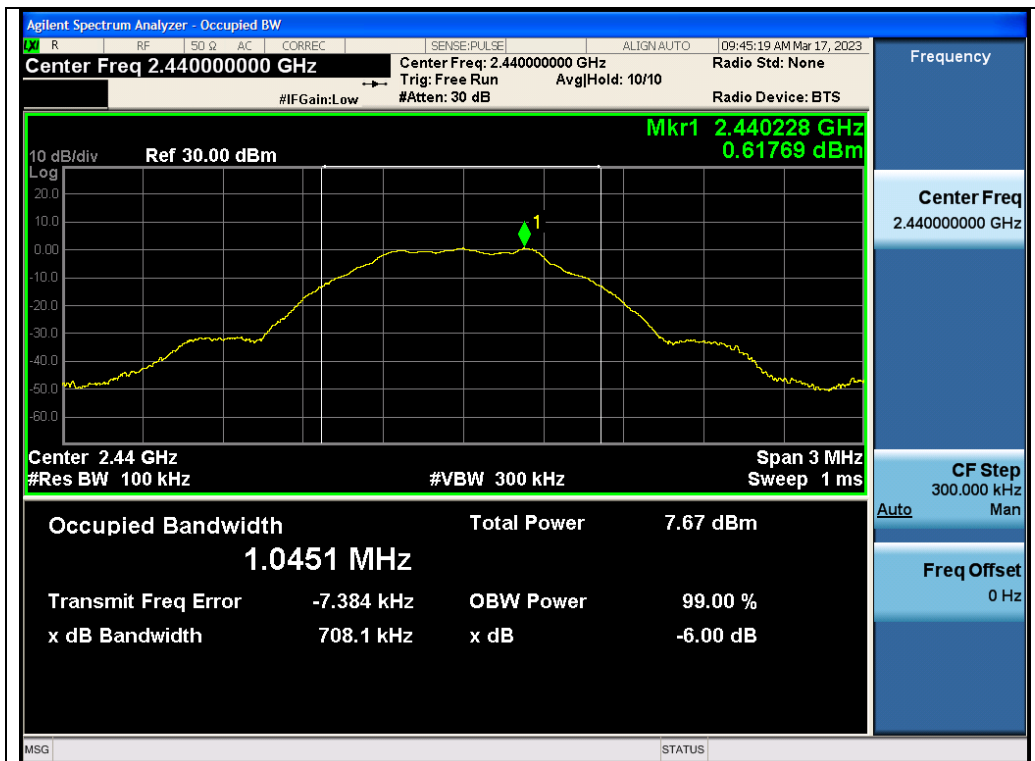 Agilent Spectrum Analyzer - Occupied BW
LXI R RF 50 Ω AC CORREC SENSE:PULSE ALIGN AUTO 09:45:19 AM Mar 17, 2023
Center Freq 2.440000000 GHz Center Freq: 2.440000000 GHz Radio Std: None
Trig: Free Run Avg|Hold: 10/10
#IFGain:Low #Atten: 30 dB Radio Device: BTS
Mkr1 2.440228 GHz
10 dB/div Ref 30.00 dBm 0.61769 dBm
Log
20.0
10.0
1
0.00
-10.0
-20.0
-30.0
-40.0
-50.0
-60.0
Center 2.44 GHz Span 3 MHz
#Res BW 100 kHz #VBW 300 kHz Sweep 1 ms
Occupied Bandwidth Total Power 7.67 dBm
1.0451 MHz
Transmit Freq Error -7.384 kHz OBW Power 99.00 %
x dB Bandwidth 708.1 kHz x dB -6.00 dB
Frequency
Center Freq
2.440000000 GHz
CF Step
300.000 kHz
Auto Man
Freq Offset
0 Hz
MSG STATUS